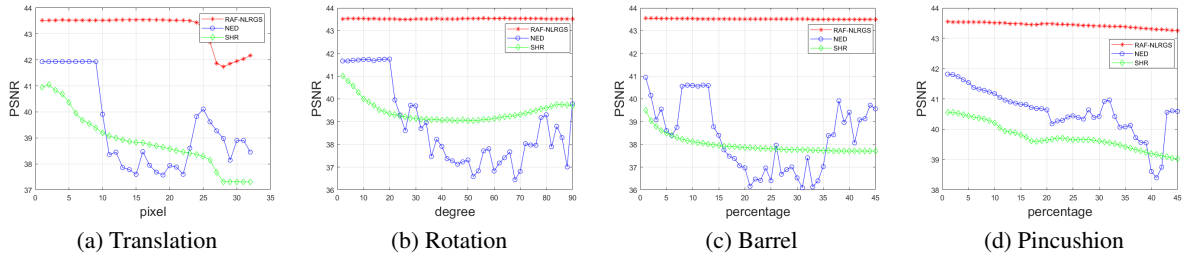 44
43
42
41
40
39
38
37
PSNR
0 5 10 15 20 25 30 35
pixel
RAF-NLRGS
NED
SHR
(a) Translation
44
43
42
41
40
39
38
37
36
PSNR
0 10 20 30 40 50 60 70 80 90
degree
RAF-NLRGS
NED
SHR
(b) Rotation
44
43
42
41
40
39
38
37
36
PSNR
0 5 10 15 20 25 30 35 40 45
percentage
RAF-NLRGS
NED
SHR
(c) Barrel
44
43
42
41
40
39
38
PSNR
0 5 10 15 20 25 30 35 40 45
percentage
RAF-NLRGS
NED
SHR
(d) Pincushion